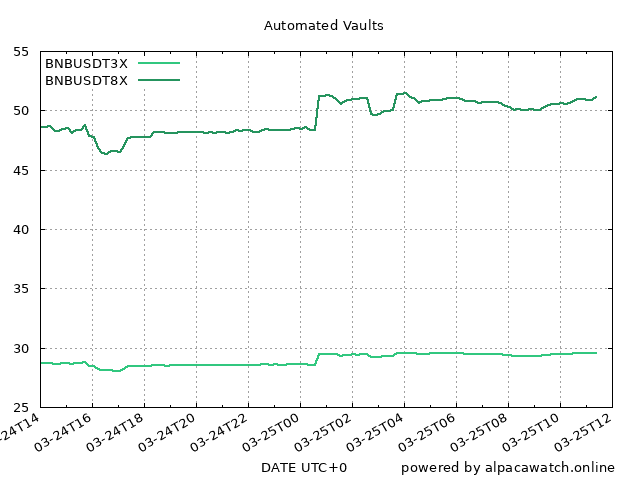 Automated Vaults
BNBUSDT3X
BNBUSDT8X
55
50
45
40
35
30
25
-24T14
03-24T16
03-24T18
03-24T20
03-24T22
03-25T00
03-25T02
03-25T04
03-25T06
03-25T08
03-25T10
03-25T12
DATE UTC+0
powered by alpacawatch.online